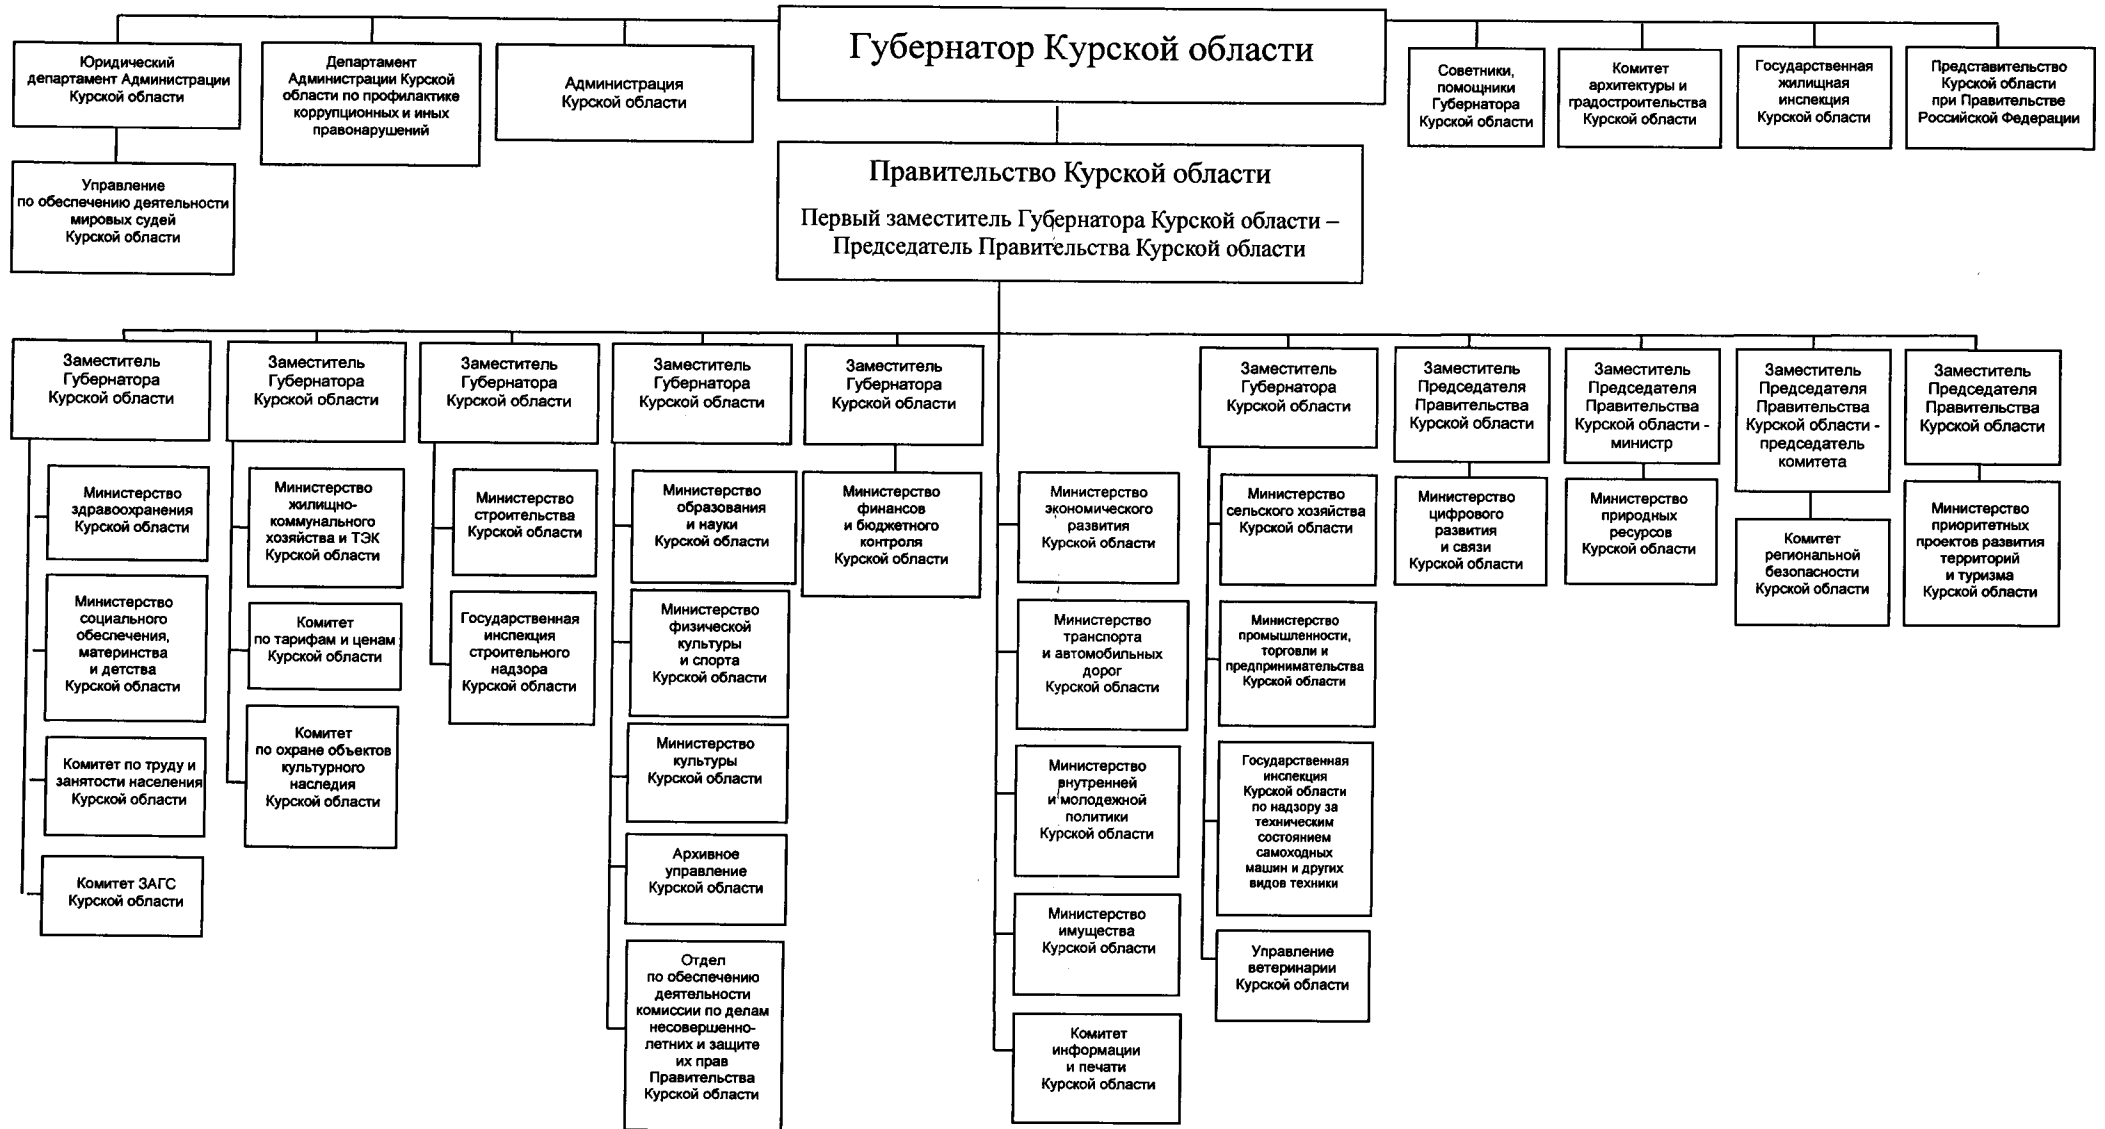 Губернатор Курской области
Юридический
департамент Администрации
Курской области
Департамент
Администрации Курской
области по профилактике
коррупционных и иных
правонарушений
Администрация
Курской области
Советники,
помощники
Губернатора
Курской области
Комитет
архитектуры и
градостроительства
Курской области
Государственная
жилищная
инспекция
Курской области
Представительство
Курской области
при Правительстве
Российской Федерации
Управление
по обеспечению деятельности
мировых судей
Курской области
Правительство Курской области
Первый заместитель Губернатора Курской области –
Председатель Правительства Курской области
Заместитель
Губернатора
Курской области
Министерство
здравоохранения
Курской области
Министерство
социального
обеспечения,
материнства
и детства
Курской области
Комитет по труду и
занятости населения
Курской области
Комитет ЗАГС
Курской области
Заместитель
Губернатора
Курской области
Министерство
жилищно-
коммунального
хозяйства и ТЭК
Курской области
Комитет
по тарифам и ценам
Курской области
Комитет
по охране объектов
культурного
наследия
Курской области
Заместитель
Губернатора
Курской области
Министерство
строительства
Курской области
Государственная
инспекция
строительного
надзора
Курской области
Заместитель
Губернатора
Курской области
Министерство
образования
и науки
Курской области
Министерство
физической
культуры
и спорта
Курской области
Министерство
культуры
Курской области
Архивное
управление
Курской области
Отдел
по обеспечению
деятельности
комиссии по делам
несовершенно-
летних и защите
их прав
Правительства
Курской области
Заместитель
Губернатора
Курской области
Министерство
финансов
и бюджетного
контроля
Курской области
Министерство
экономического
развития
Курской области
Министерство
транспорта
и автомобильных
дорог
Курской области
Министерство
внутренней
и молодежной
политики
Курской области
Министерство
имущества
Курской области
Комитет
информации
и печати
Курской области
Заместитель
Губернатора
Курской области
Министерство
сельского хозяйства
Курской области
Министерство
промышленности,
торговли и
предпринимательства
Курской области
Государственная
инспекция
Курской области
по надзору за
техническим
состоянием
самоходных
машин и других
видов техники
Управление
ветеринарии
Курской области
Заместитель
Председателя
Правительства
Курской области
Министерство
цифрового
развития
и связи
Курской области
Заместитель
Председателя
Правительства
Курской области -
министр
Министерство
природных
ресурсов
Курской области
Заместитель
Председателя
Правительства
Курской области -
председатель
комитета
Комитет
региональной
безопасности
Курской области
Заместитель
Председателя
Правительства
Курской области
Министерство
приоритетных
проектов развития
территорий
и туризма
Курской области